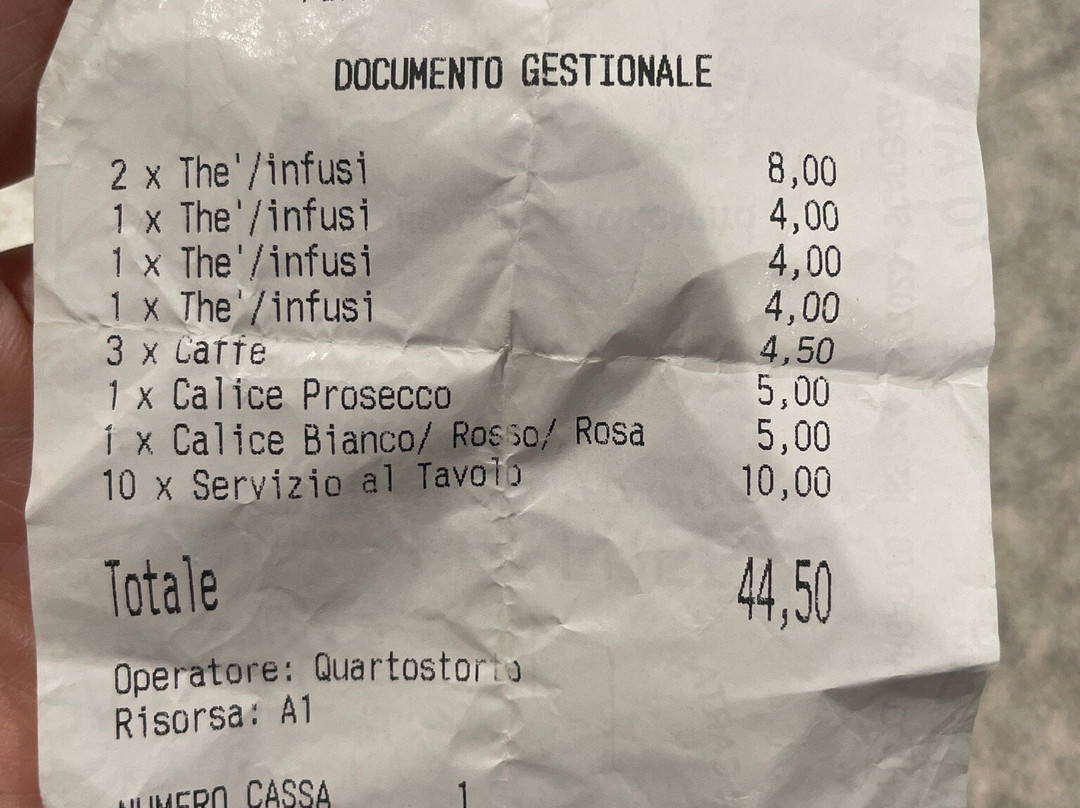 DOCUMENTO GESTIONALE
2 x The'/infusi 8,00
1 x The'/infusi 4,00
1 x The'/infusi 4,00
1 x The'/infusi 4,00
3 x Caffe 4,50
1 x Calice Prosecco 5,00
1 x Calice Bianco/ Rosso/ Rosa 5,00
10 x Servizio al Tavolo 10,00
Totale 44,50
Operatore: Quartostorto
Risorsa: A1
NUMERO CASSA 1